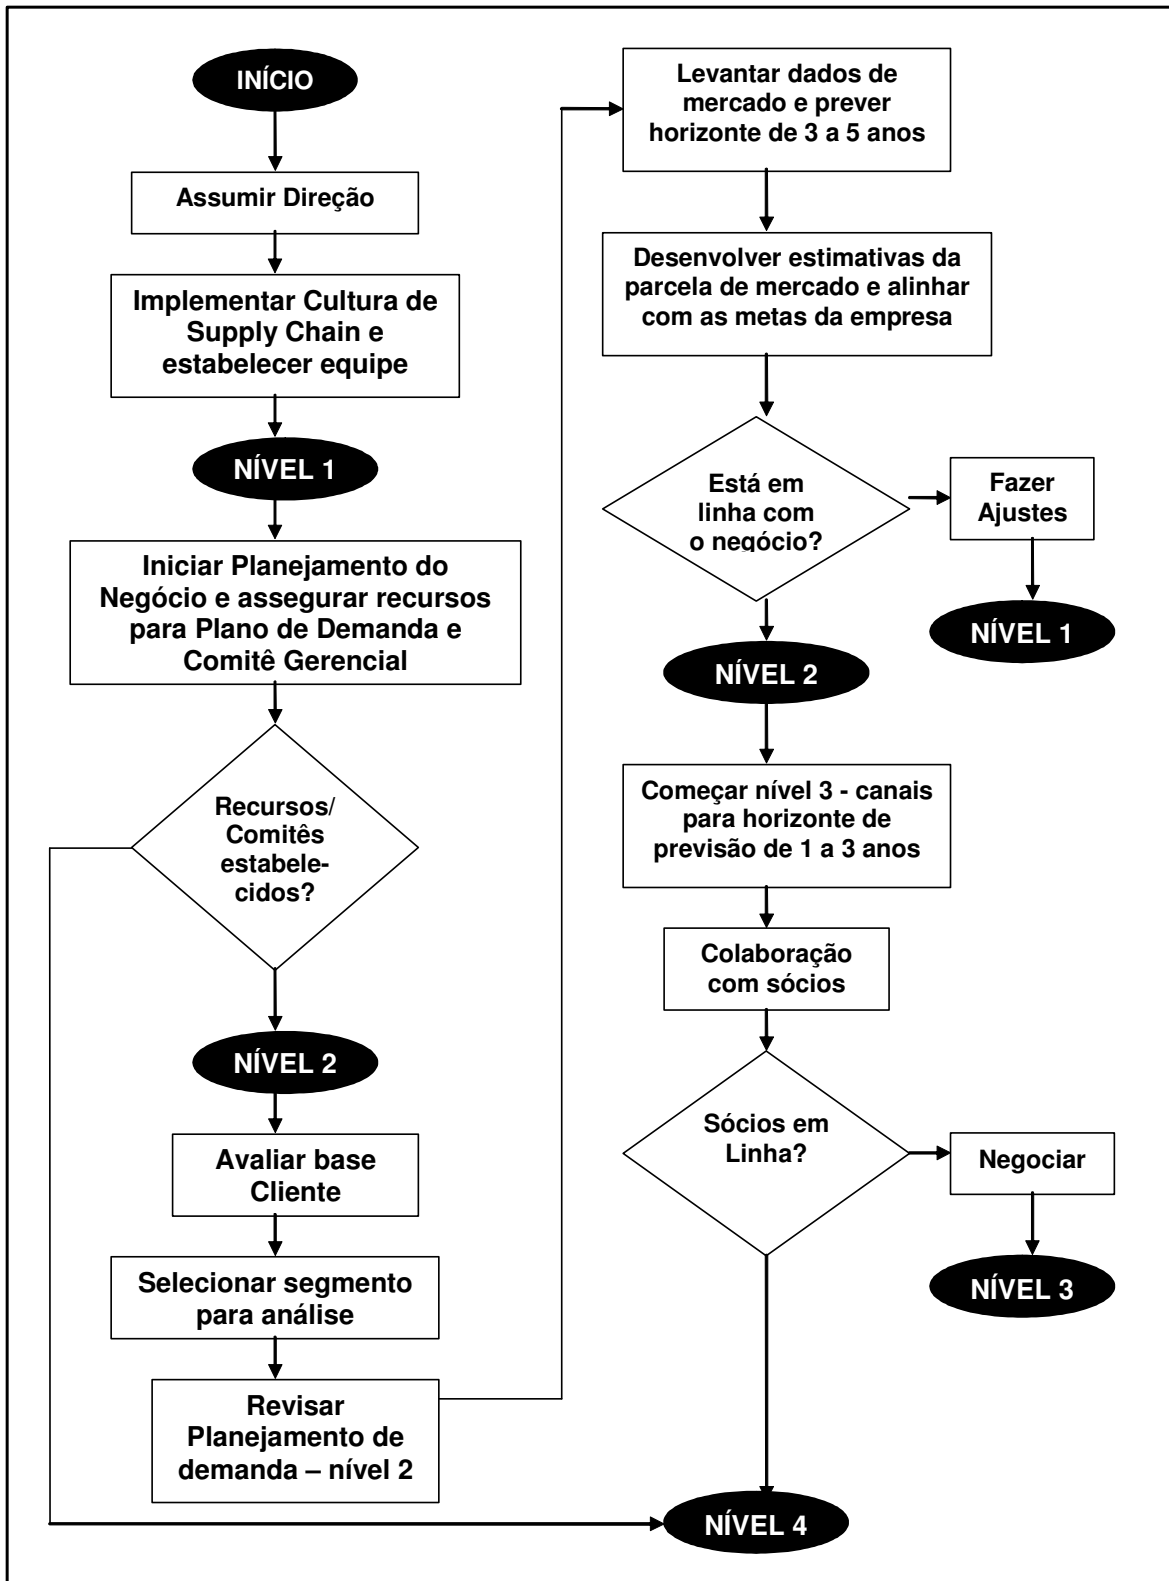 INÍCIO
Assumir Direção
Implementar Cultura de
Supply Chain e
estabelecer equipe
NÍVEL 1
Iniciar Planejamento do
Negócio e assegurar recursos
para Plano de Demanda e
Comitê Gerencial
Recursos/
Comitês
estabele-
cidos?
NÍVEL 2
Avaliar base
Cliente
Selecionar segmento
para análise
Revisar
Planejamento de
demanda – nível 2
Levantar dados de
mercado e prever
horizonte de 3 a 5 anos
Desenvolver estimativas da
parcela de mercado e alinhar
com as metas da empresa
Está em
linha com
o negócio?
Fazer
Ajustes
NÍVEL 1
NÍVEL 2
Começar nível 3 - canais
para horizonte de
previsão de 1 a 3 anos
Colaboração
com sócios
Sócios em
Linha?
Negociar
NÍVEL 3
NÍVEL 4